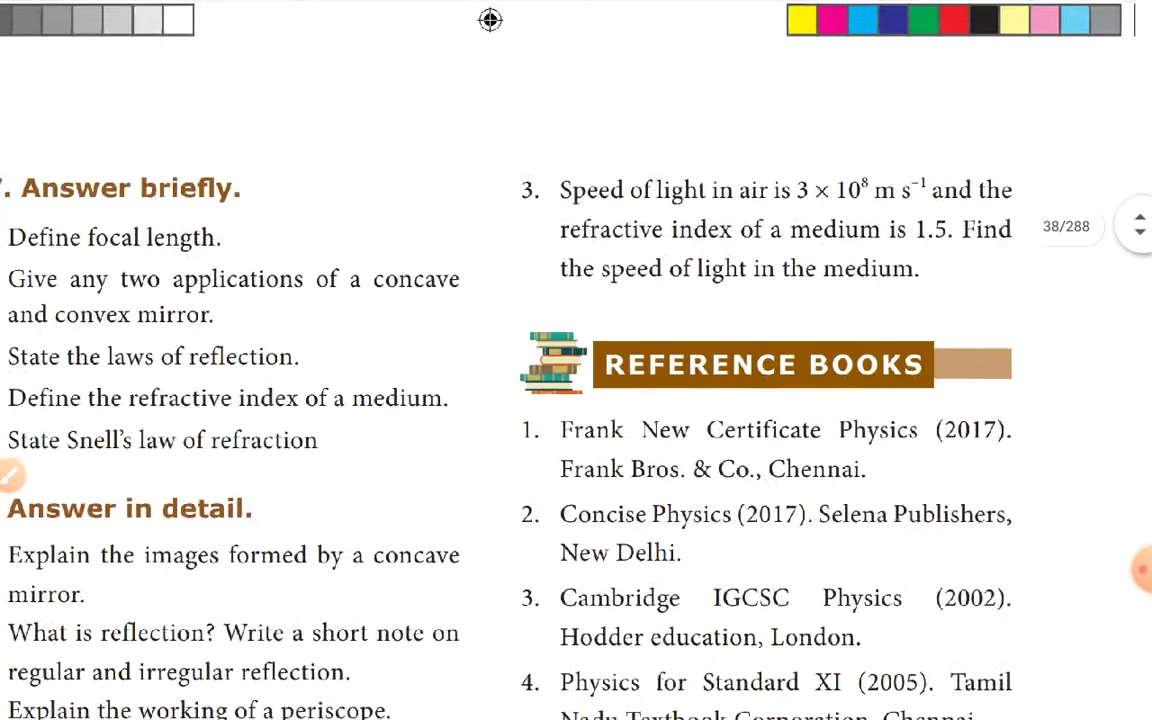 . Answer briefly.
Define focal length.
Give any two applications of a concave
and convex mirror.
State the laws of reflection.
Define the refractive index of a medium.
State Snell's law of refraction
Answer in detail.
Explain the images formed by a concave
mirror.
What is reflection? Write a short note on
regular and irregular reflection.
Explain the working of a periscope.
3. Speed of light in air is 3 × 10⁸ m s⁻¹ and the
refractive index of a medium is 1.5. Find
the speed of light in the medium.
38/288
REFERENCE BOOKS
1. Frank New Certificate Physics (2017).
Frank Bros. & Co., Chennai.
2. Concise Physics (2017). Selena Publishers,
New Delhi.
3. Cambridge IGCSC Physics (2002).
Hodder education, London.
4. Physics for Standard XI (2005). Tamil
Nadu Textbook Corporation, Chennai.